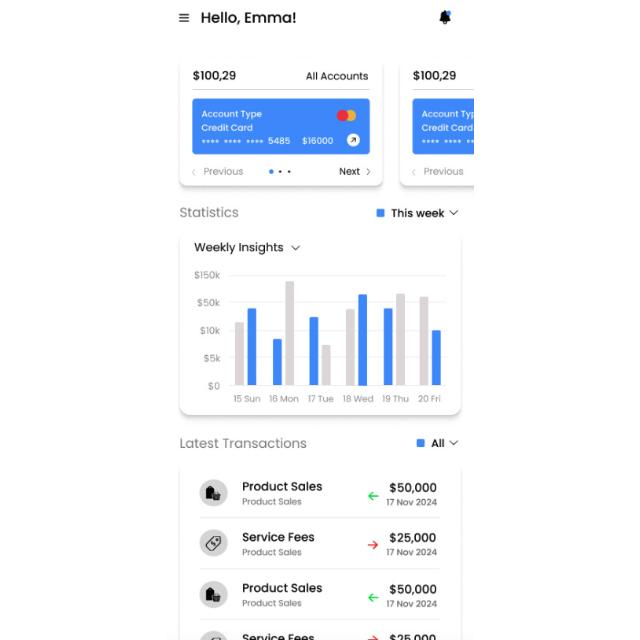 Hello, Emma!
$100,29 All Accounts
Account Type
Credit Card
**** **** **** 5485 $16000
Previous Next
$100,29
Account Typ
Credit Card
**** **** **
Previous
Statistics This week
Weekly Insights
$150k
$50k
$10k
$5k
$0
15 Sun 16 Mon 17 Tue 18 Wed 19 Thu 20 Fri
Latest Transactions All
Product Sales $50,000
Product Sales 17 Nov 2024
Service Fees $25,000
Product Sales 17 Nov 2024
Product Sales $50,000
Product Sales 17 Nov 2024
Service Fees $25,000